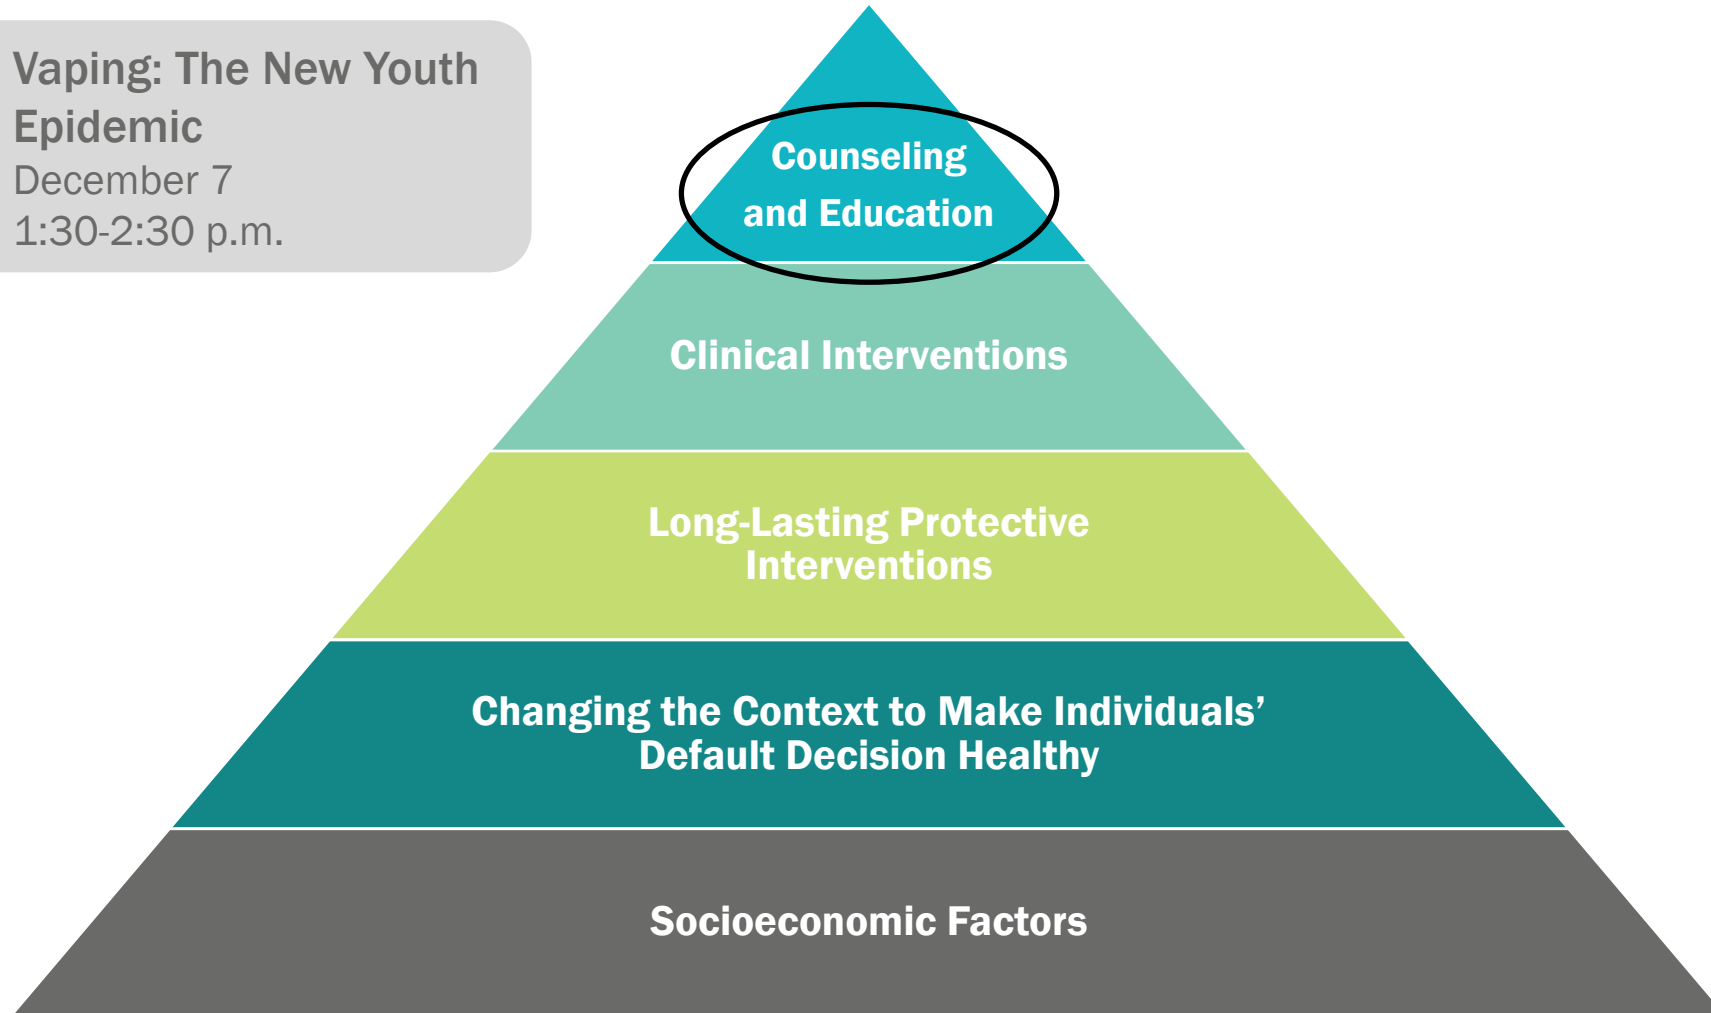 Vaping: The New Youth
Epidemic
December 7
1:30-2:30 p.m.
Counseling
and Education
Clinical Interventions
Long-Lasting Protective
Interventions
Changing the Context to Make Individuals’
Default Decision Healthy
Socioeconomic Factors